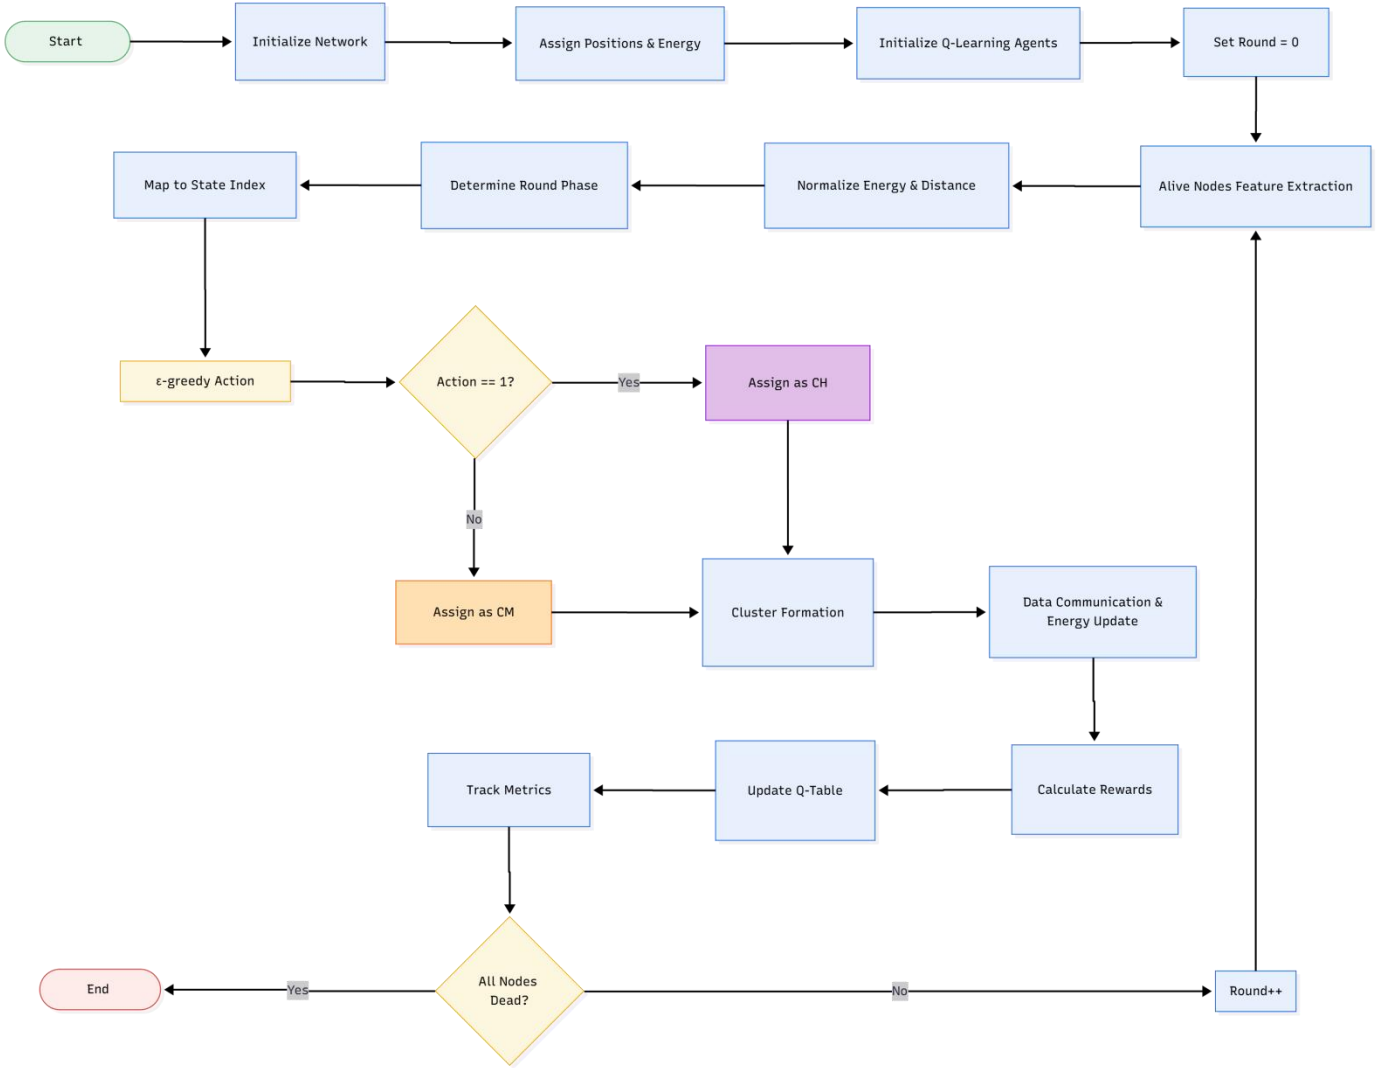 Start
Initialize Network
Assign Positions & Energy
Initialize Q-Learning Agents
Set Round = 0
Map to State Index
Determine Round Phase
Normalize Energy & Distance
Alive Nodes Feature Extraction
ε-greedy Action
Action == 1?
Yes
Assign as CH
No
Assign as CM
Cluster Formation
Data Communication &
Energy Update
Track Metrics
Update Q-Table
Calculate Rewards
End
Yes
All Nodes
Dead?
No
Round++